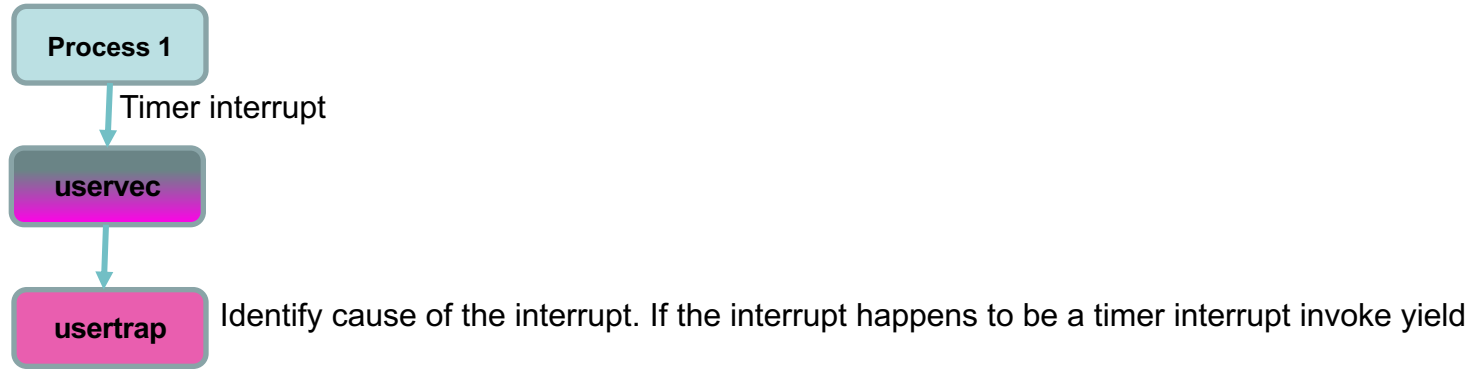 Process 1
Timer interrupt
uservec
usertrap
Identify cause of the interrupt. If the interrupt happens to be a timer interrupt invoke yield